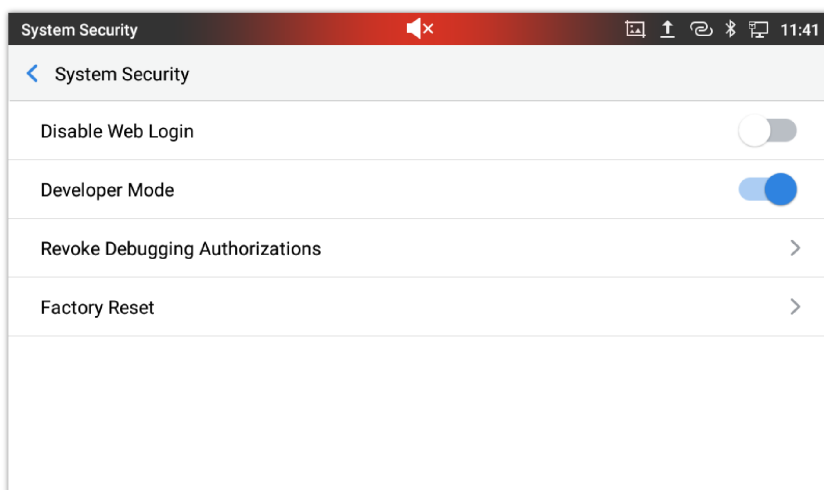 System Security 11:41
System Security
Disable Web Login
Developer Mode
Revoke Debugging Authorizations
Factory Reset